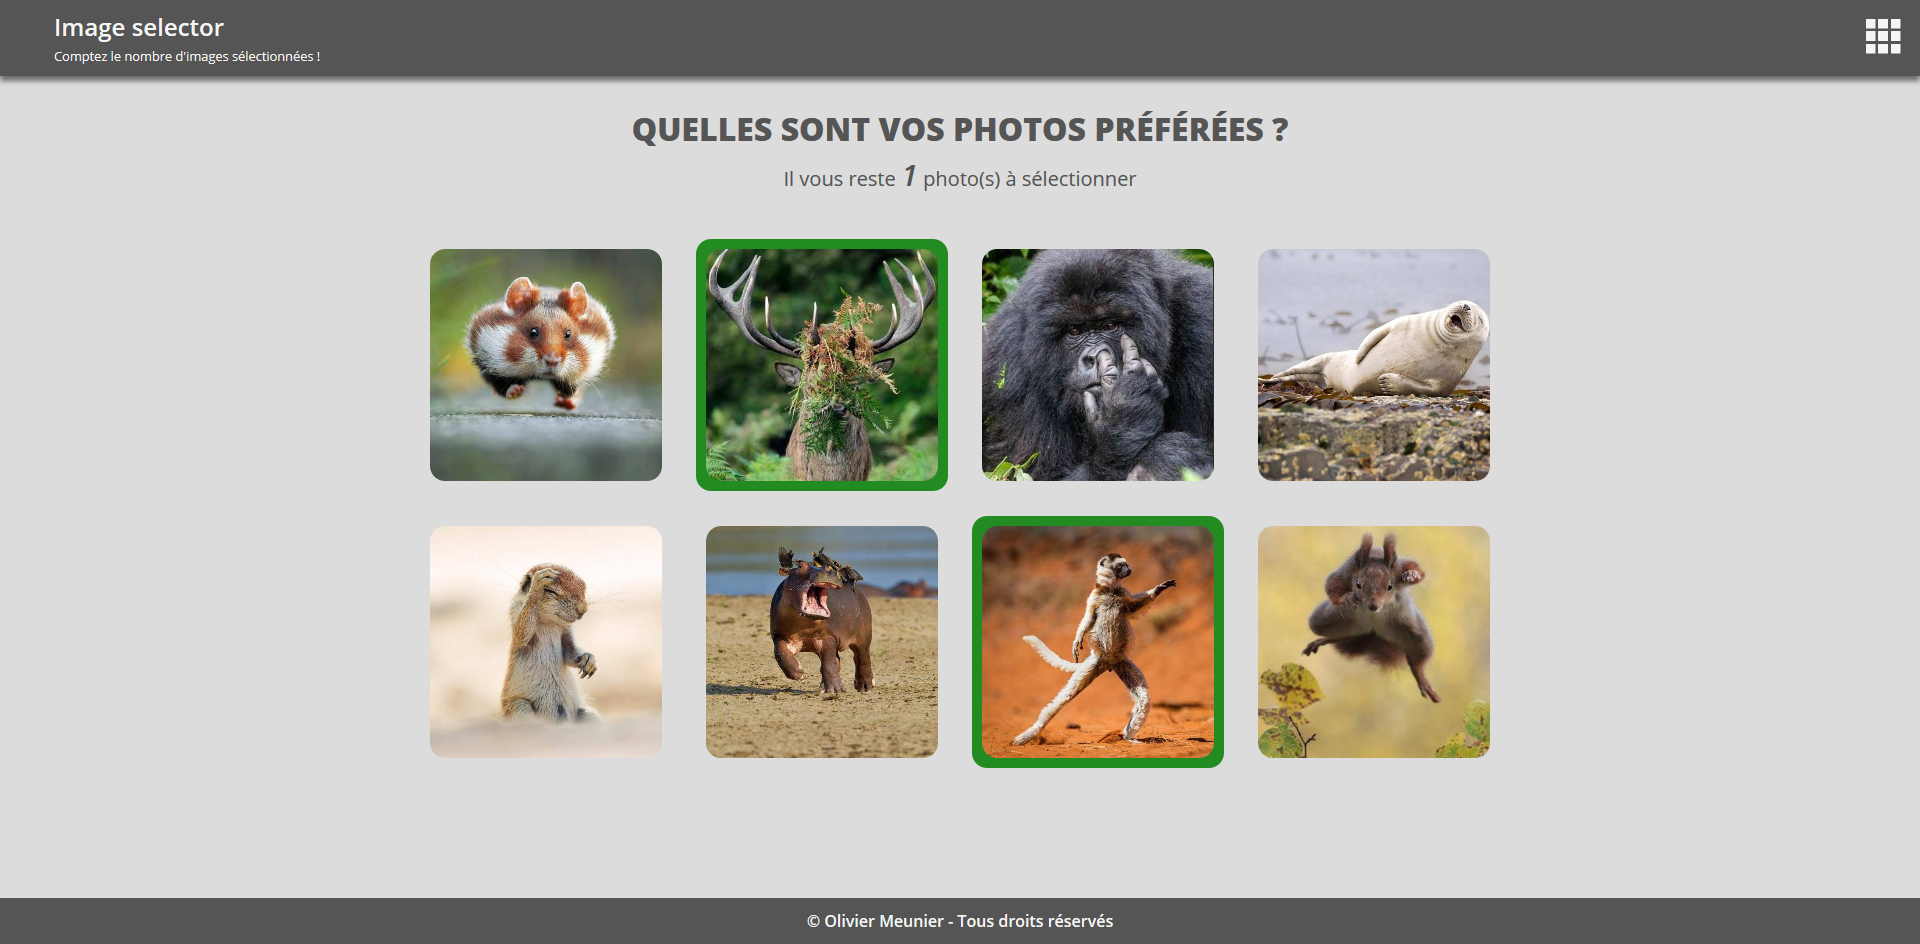 Image selector
Comptez le nombre d'images sélectionnées !
QUELLES SONT VOS PHOTOS PRÉFÉRÉES ?
Il vous reste 1 photo(s) à sélectionner
© Olivier Meunier - Tous droits réservés